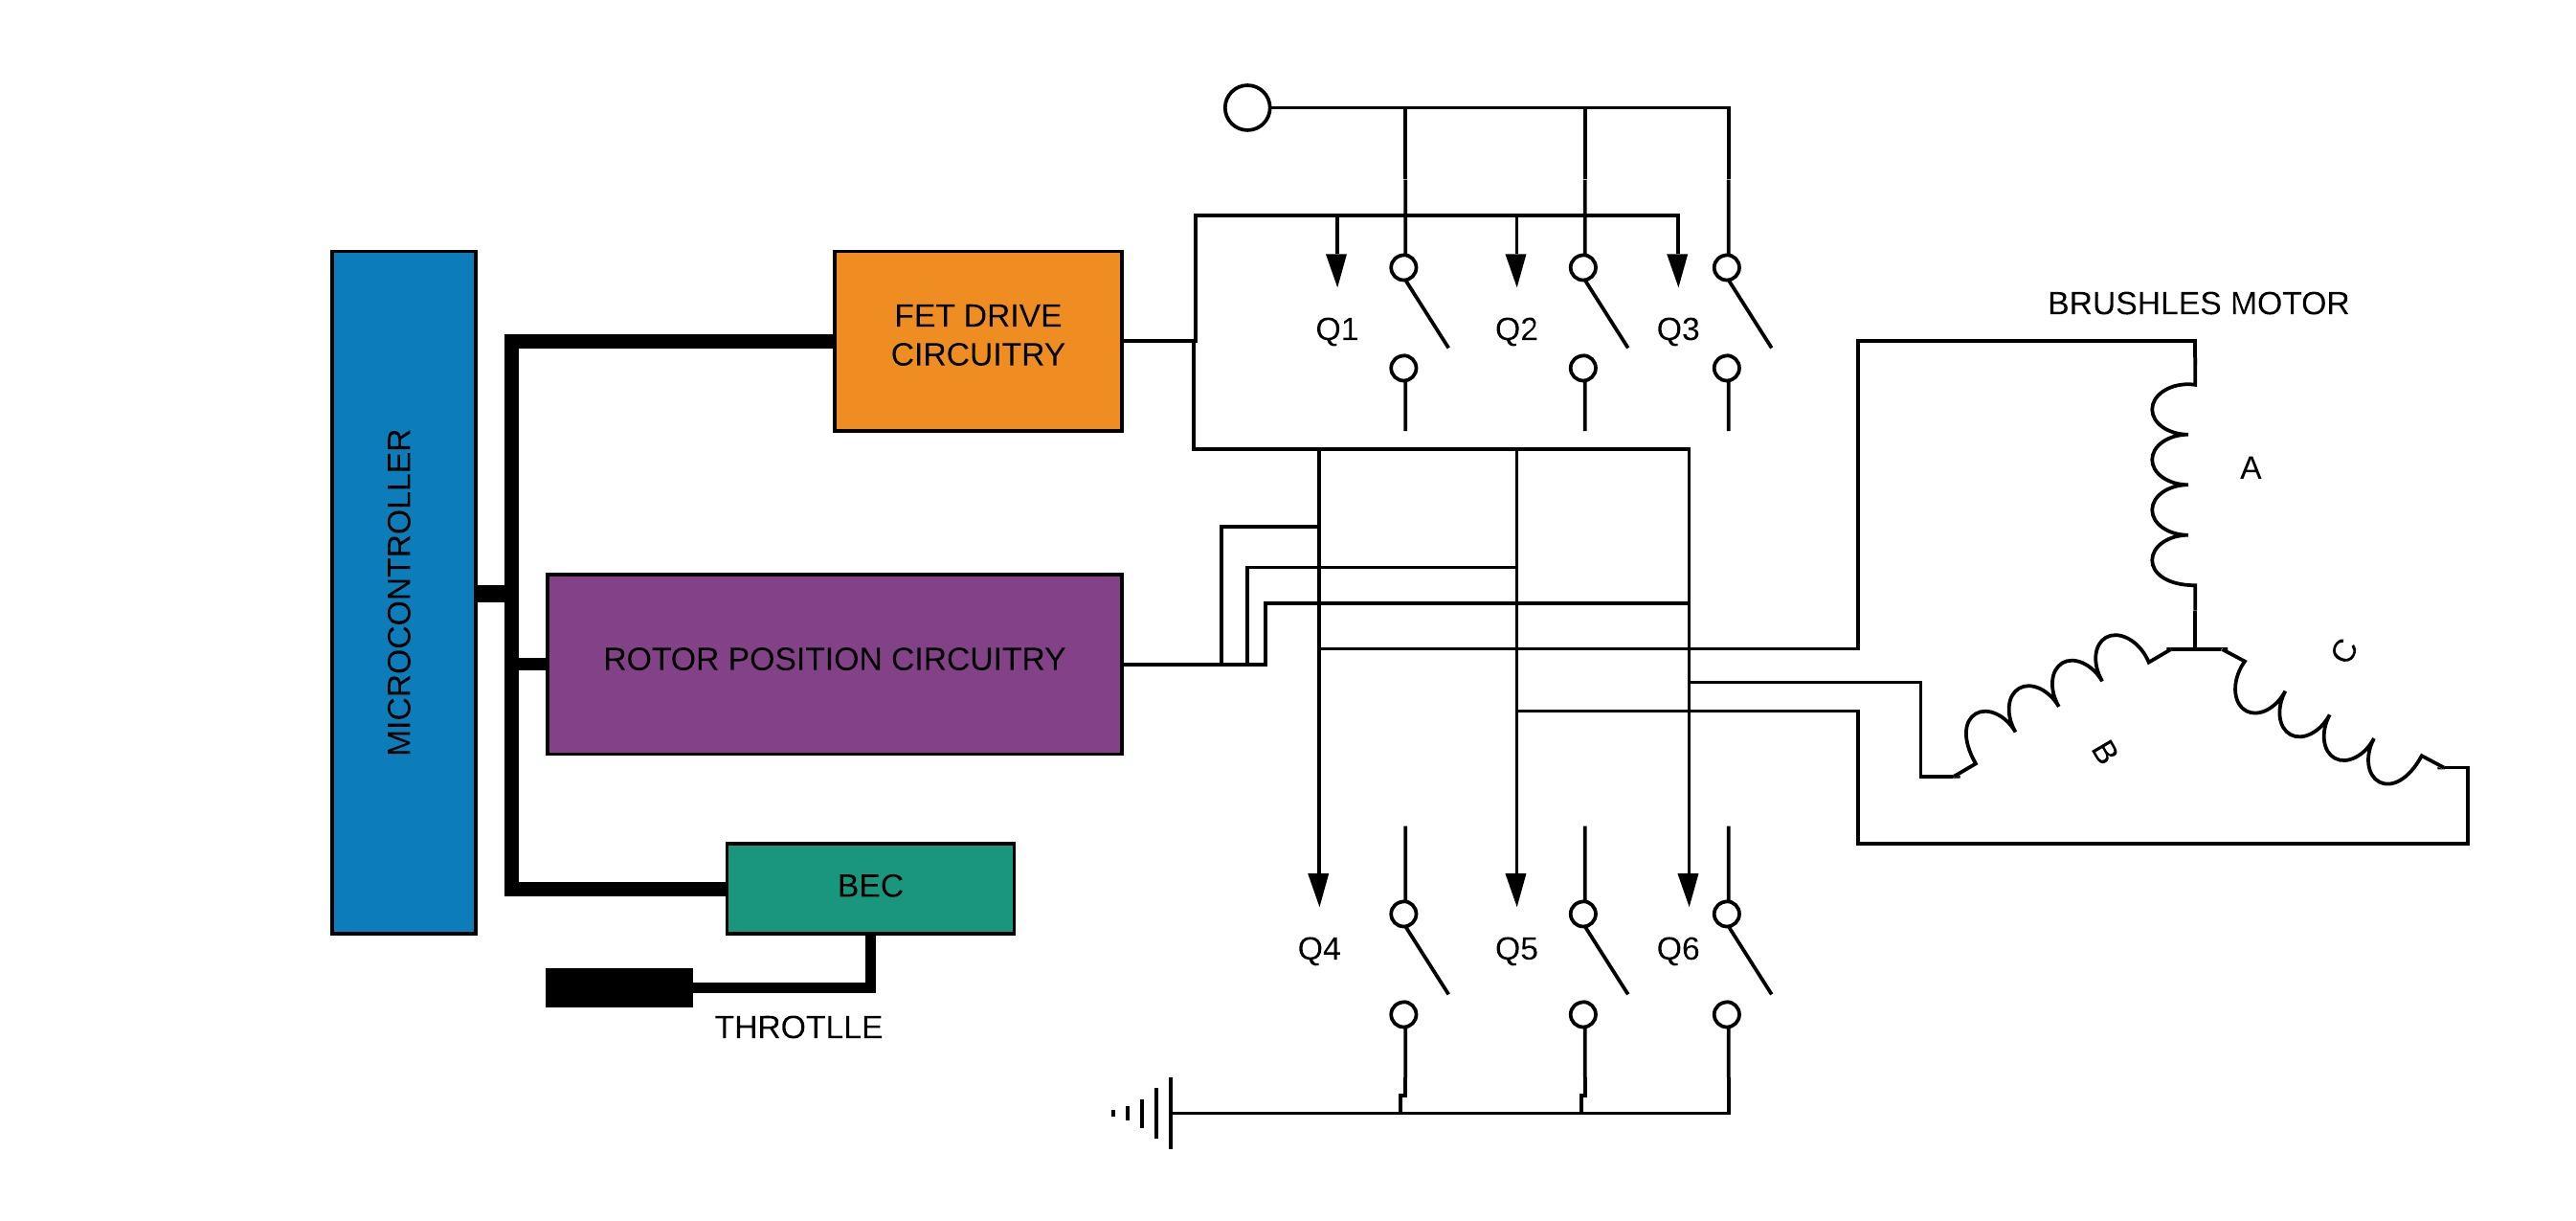 BRUSHLES MOTOR
FET DRIVE
CIRCUITRY
Q1
Q2
Q3
A
MICROCONTROLLER
ROTOR POSITION CIRCUITRY
C
B
BEC
Q4
Q5
Q6
THROTLLE